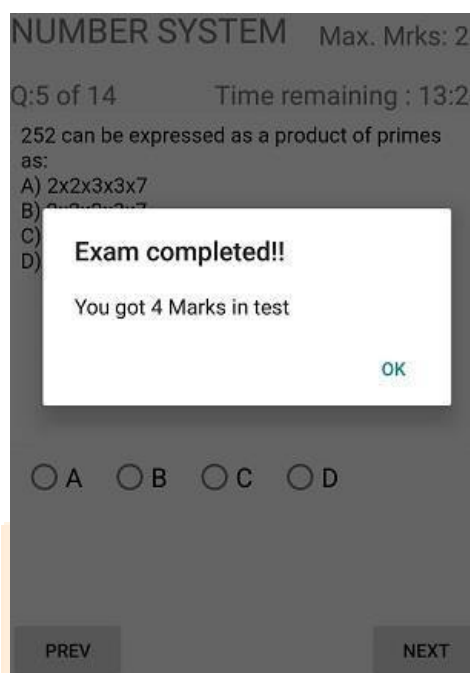 NUMBER SYSTEM Max. Mrks: 2
Q:5 of 14 Time remaining : 13:2
252 can be expressed as a product of primes
as:
A) 2x2x3x3x7
B)
C)
D)
Exam completed!!
You got 4 Marks in test
OK
A B C D
PREV NEXT